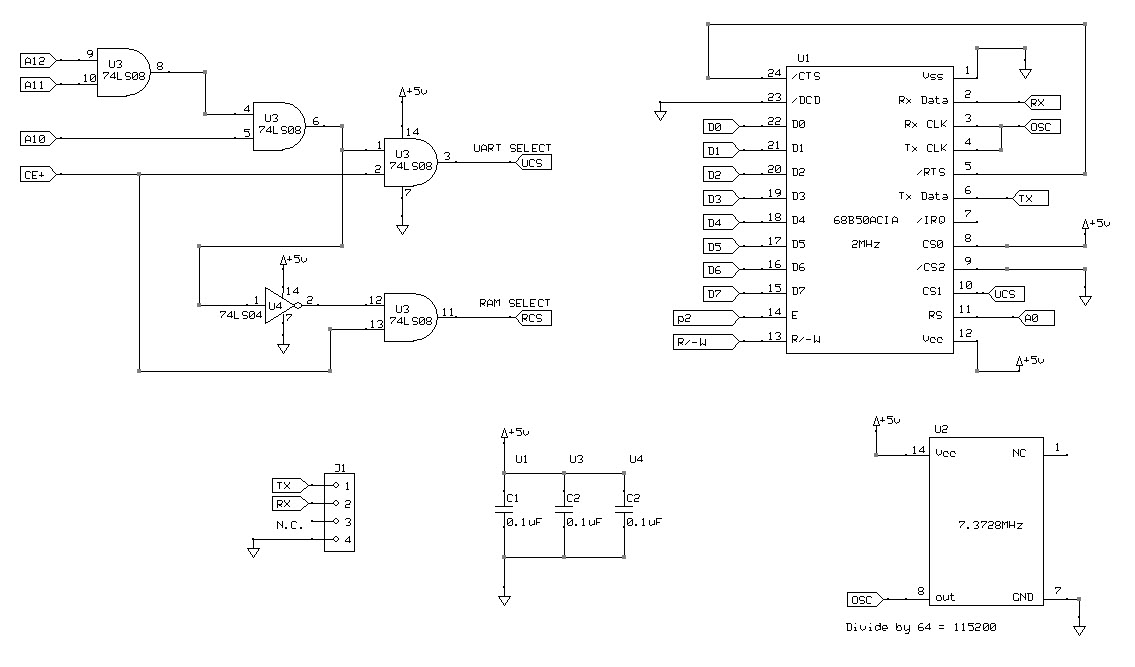 A12
9
10
U3
74LS08
8
A11
4
5
U3
74LS08
6
A10
CE+
+5v
14
1
2
U3
74LS08
3
7
UART SELECT
UCS
+5v
14
1
U4
2
7
74LS04
12
13
U3
74LS08
11
RAM SELECT
RCS
U1
24 /CTS
23 /DCD
D0 22 D0
D1 21 D1
D2 20 D2
D3 19 D3
D4 18 D4
D5 17 D5
D6 16 D6
D7 15 D7
p2 14 E
R/-W 13 R/-W
68B50ACIA
2MHz
Vss 1
Rx Data 2 RX
Rx CLK 3 OSC
Tx CLK 4
/RTS 5
Tx Data 6 TX
/IRQ 7
CS0 8 +5v
/CS2 9
CS1 10 UCS
RS 11 A0
Vcc 12 +5v
J1
TX 1
RX 2
N.C. 3
4
+5v
U1 U3 U4
C1 C2 C2
0.1uF 0.1uF 0.1uF
+5v
U2
14 Vcc NC 1
7.3728MHz
OSC 8 out GND 7
Divide by 64 = 115200